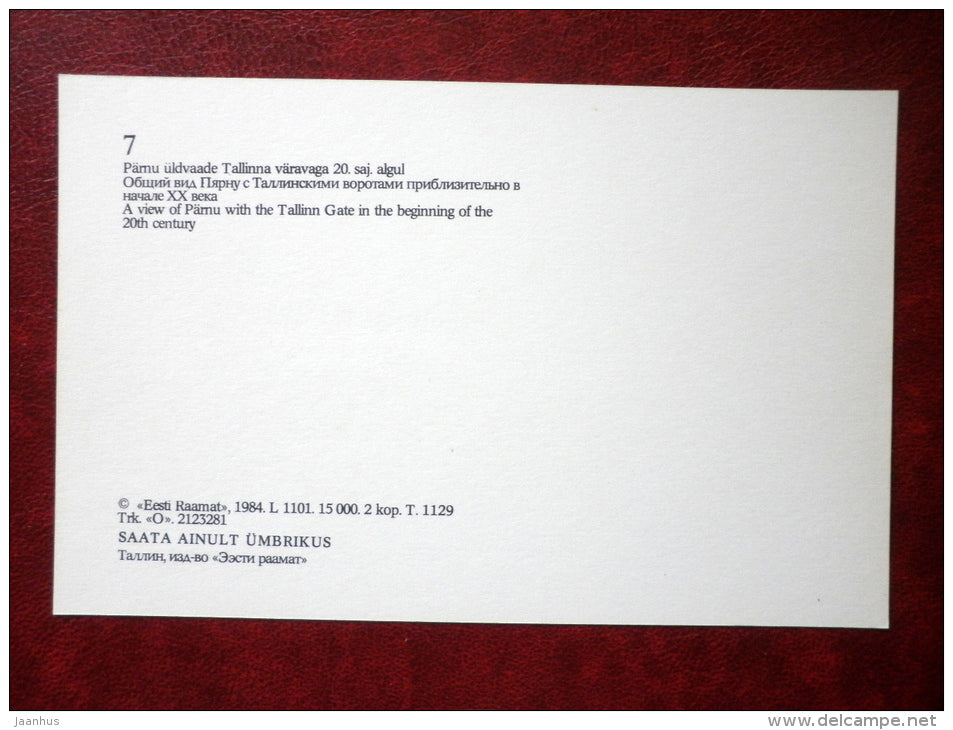 7
Pärnu üldvaade Tallinna väravaga 20. saj. algul
Общий вид Пярну с Таллинскими воротами приблизительно в
начале XX века
A view of Pärnu with the Tallinn Gate in the beginning of the
20th century
© «Eesti Raamat», 1984. L 1101. 15 000. 2 kop. T. 1129
Trk. «O». 2123281
SAATA AINULT ÜMBRIKUS
Таллин, изд-во «Ээсти раамат»
jaanhus
www.delcampe.net